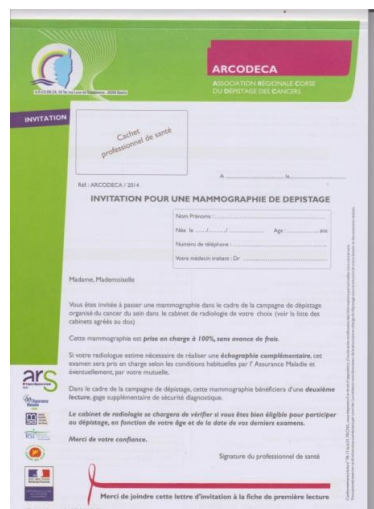 ARCODECA
ASSOCIATION RÉGIONALE CORSE
DU DÉPISTAGE DES CANCERS
INVITATION
Cachet
professionnel de santé
A le
Réf : ARCODECA / 2014
INVITATION POUR UNE MAMMOGRAPHIE DE DEPISTAGE
Nom Prénoms :
Née le ..../..../.... Age : ans
Numéro de téléphone :
Votre médecin traitant : Dr
Madame, Mademoiselle
Vous êtes invitée à passer une mammographie dans le cadre de la campagne de dépistage
organisé du cancer du sein dans le cabinet de radiologie de votre choix (voir la liste des
cabinets agréés au dos)
Cette mammographie est prise en charge à 100%, sans avance de frais.
Si votre radiologue estime nécessaire de réaliser une échographie complémentaire, cet
examen sera pris en charge selon les conditions habituelles par l' Assurance Maladie et
éventuellement, par votre mutuelle.
Dans le cadre de la campagne de dépistage, cette mammographie bénéficiera d'une deuxième
lecture, gage supplémentaire de sécurité diagnostique.
Le cabinet de radiologie se chargera de vérifier si vous êtes bien éligible pour participer
au dépistage, en fonction de votre âge et de la date de vos derniers examens.
Merci de votre confiance.
Signature du professionnel de santé
ars
Merci de joindre cette lettre d'invitation à la fiche de première lecture